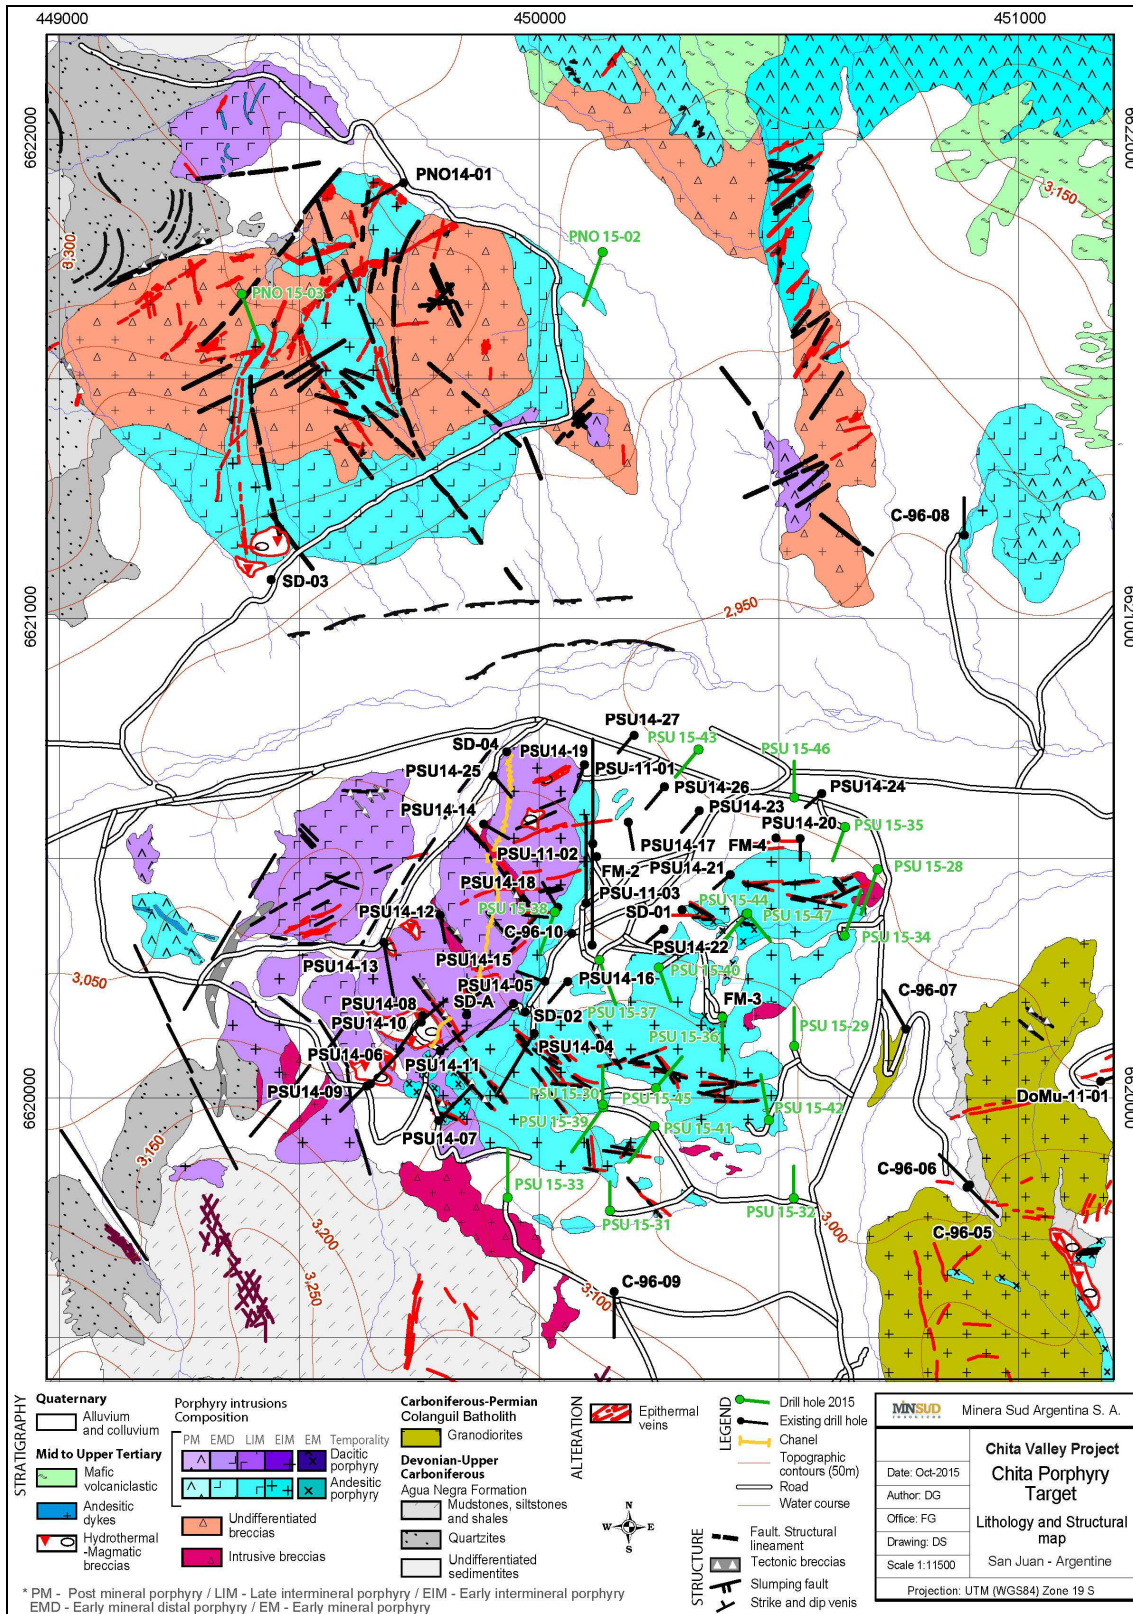 449000
450000
451000
6622000
6622000
3,150
PNO14-01
PNO 15-02
3,300
PNO 15-03
C-96-08
SD-03
2,950
6621000
6621000
PSU14-27
SD-04
PSU14-19
PSU 15-43
PSU 15-46
PSU14-25
PSU-11-01
PSU14-26
PSU14-24
PSU14-23
PSU14-14
PSU14-20
PSU 15-35
PSU-11-02
PSU14-17
FM-4
FM-2
PSU14-21
PSU 15-28
PSU14-18
PSU-11-03
PSU 15-44
PSU14-12
PSU 15-38
SD-01
PSU 15-47
C-96-10
PSU14-22
PSU 15-34
PSU14-13
PSU14-15
PSU 15-40
3,050
PSU14-05
PSU14-16
PSU14-08
SD-A
FM-3
C-96-07
PSU14-10
SD-02
PSU 15-37
PSU 15-36
PSU 15-29
PSU14-06
PSU14-11
PSU14-04
PSU14-09
PSU 15-30
PSU 15-45
DoMu-11-01
6620000
6620000
PSU 15-39
PSU 15-41
PSU 15-42
PSU14-07
3,150
C-96-06
PSU 15-33
PSU 15-31
PSU 15-32
3,000
3,200
C-96-05
3,250
C-96-09
3,100
STRATIGRAPHY
Quaternary
Alluvium
and colluvium
Mid to Upper Tertiary
Mafic
volcaniclastic
Andesitic
dykes
Hydrothermal
-Magmatic
breccias
Porphyry intrusions
Composition
PM EMD LIM EIM EM Temporality
Dacitic
porphyry
Andesitic
porphyry
Undifferentiated
breccias
Intrusive breccias
Carboniferous-Permian
Colanguil Batholith
Granodiorites
Devonian-Upper
Carboniferous
Agua Negra Formation
Mudstones, siltstones
and shales
Quartzites
Undifferentiated
sedimentites
ALTERATION
Epithermal
veins
N
W E
S
LEGEND
Drill hole 2015
Existing drill hole
Chanel
Topographic
contours (50m)
Road
Water course
STRUCTURE
Fault. Structural
lineament
Tectonic breccias
Slumping fault
Strike and dip venis
* PM - Post mineral porphyry / LIM - Late intermineral porphyry / EIM - Early intermineral porphyry
EMD - Early mineral distal porphyry / EM - Early mineral porphyry
MINSUD
Minera Sud Argentina S. A.
Date: Oct-2015
Author: DG
Office: FG
Drawing: DS
Scale 1:11500
Chita Valley Project
Chita Porphyry
Target
Lithology and Structural
map
San Juan - Argentine
Projection: UTM (WGS84) Zone 19 S